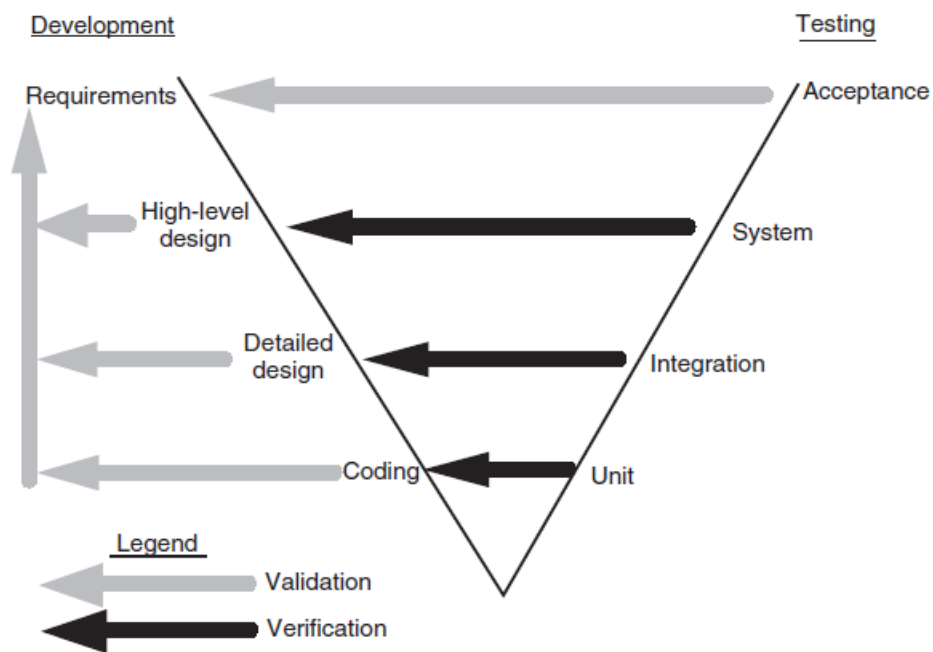 Development
Testing
Requirements
Acceptance
High-level
design
System
Detailed
design
Integration
Coding
Unit
Legend
Validation
Verification